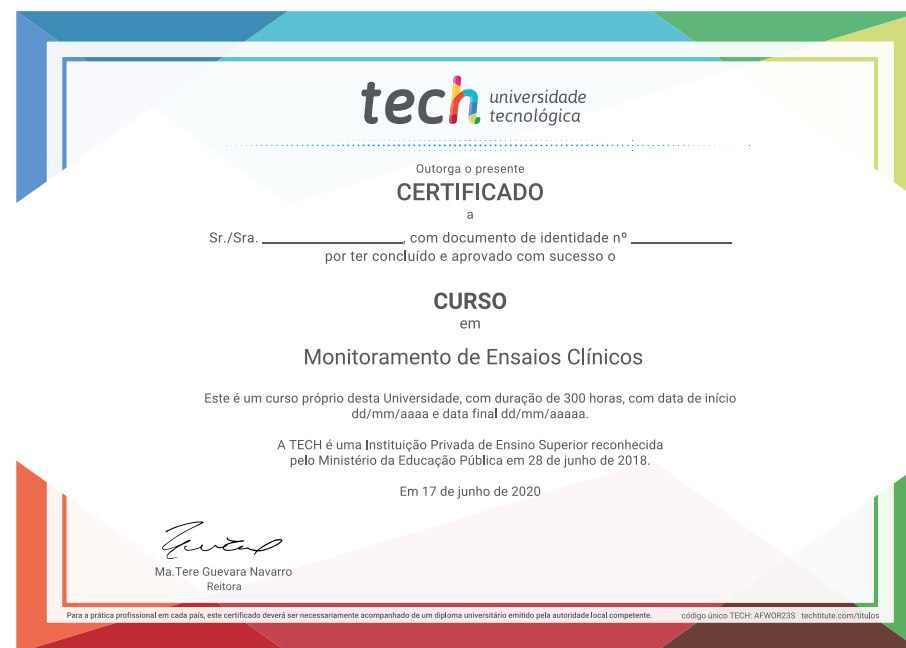 tech universidade
tecnológica
Outorga o presente
CERTIFICADO
a
Sr./Sra. ____________, com documento de identidade nº ____________
por ter concluído e aprovado com sucesso o
CURSO
em
Monitoramento de Ensaios Clínicos
Este é um curso próprio desta Universidade, com duração de 300 horas, com data de início
dd/mm/aaaa e data final dd/mm/aaaaa.
A TECH é uma Instituição Privada de Ensino Superior reconhecida
pelo Ministério da Educação Pública em 28 de junho de 2018.
Em 17 de junho de 2020
Ma.Tere Guevara Navarro
Reitora
Para a prática profissional em cada país, este certificado deverá ser necessariamente acompanhado de um diploma universitário emitido pela autoridade local competente. código único TECH: AFWOR23S techtitute.com/titulos